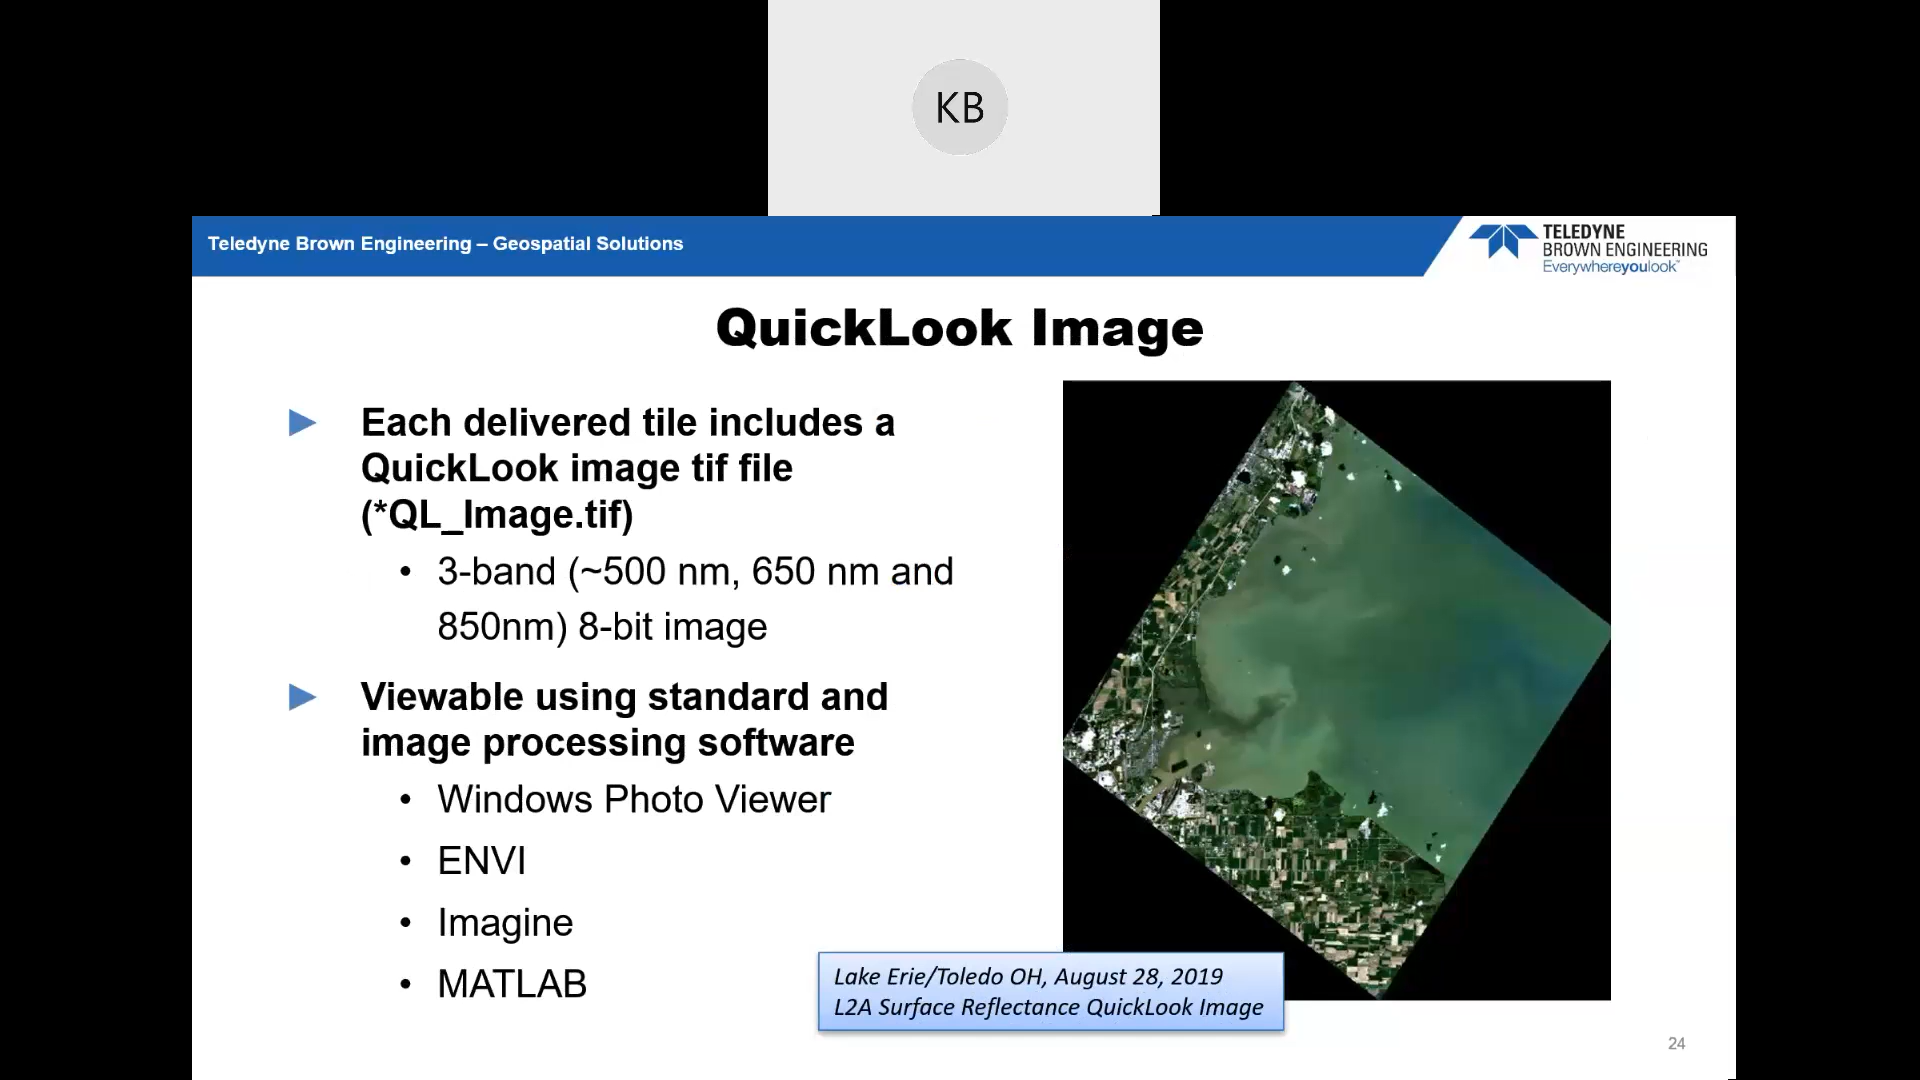 KB
Teledyne Brown Engineering – Geospatial Solutions
TELEDYNE
BROWN ENGINEERING
Everywhereyoulook™
QuickLook Image
Each delivered tile includes a
QuickLook image tif file
(*QL_Image.tif)
• 3-band (~500 nm, 650 nm and
850nm) 8-bit image
Viewable using standard and
image processing software
• Windows Photo Viewer
• ENVI
• Imagine
• MATLAB
Lake Erie/Toledo OH, August 28, 2019
L2A Surface Reflectance QuickLook Image
24